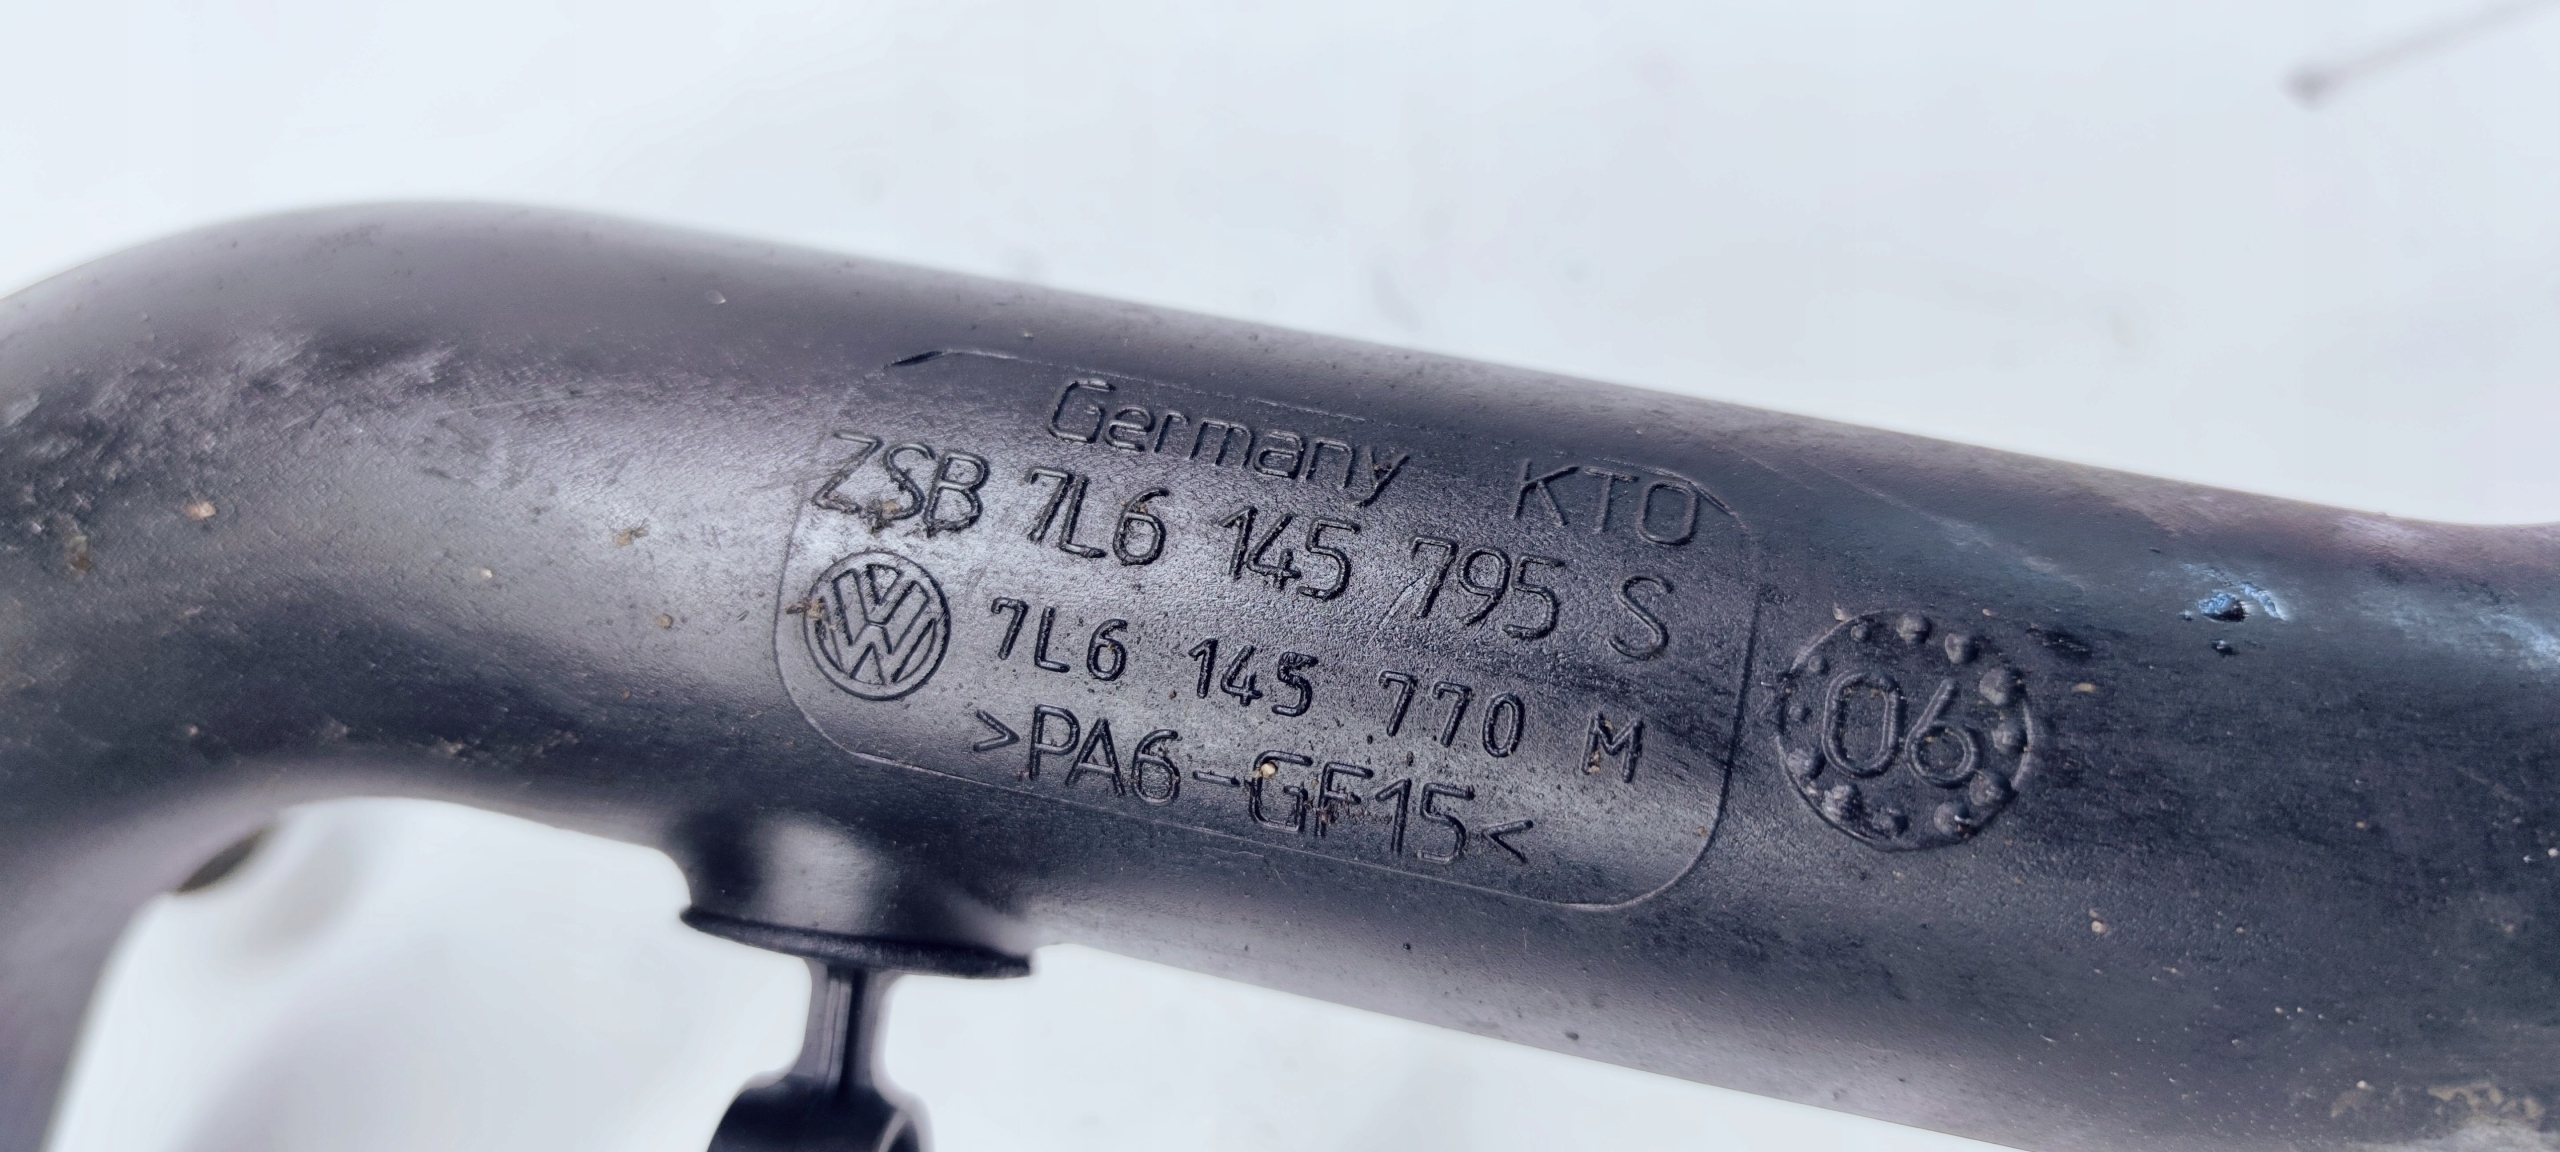 Germany KTO
ZSB 7L6 145 795 S
7L6 145 770 M
>PA6-GF15<
06